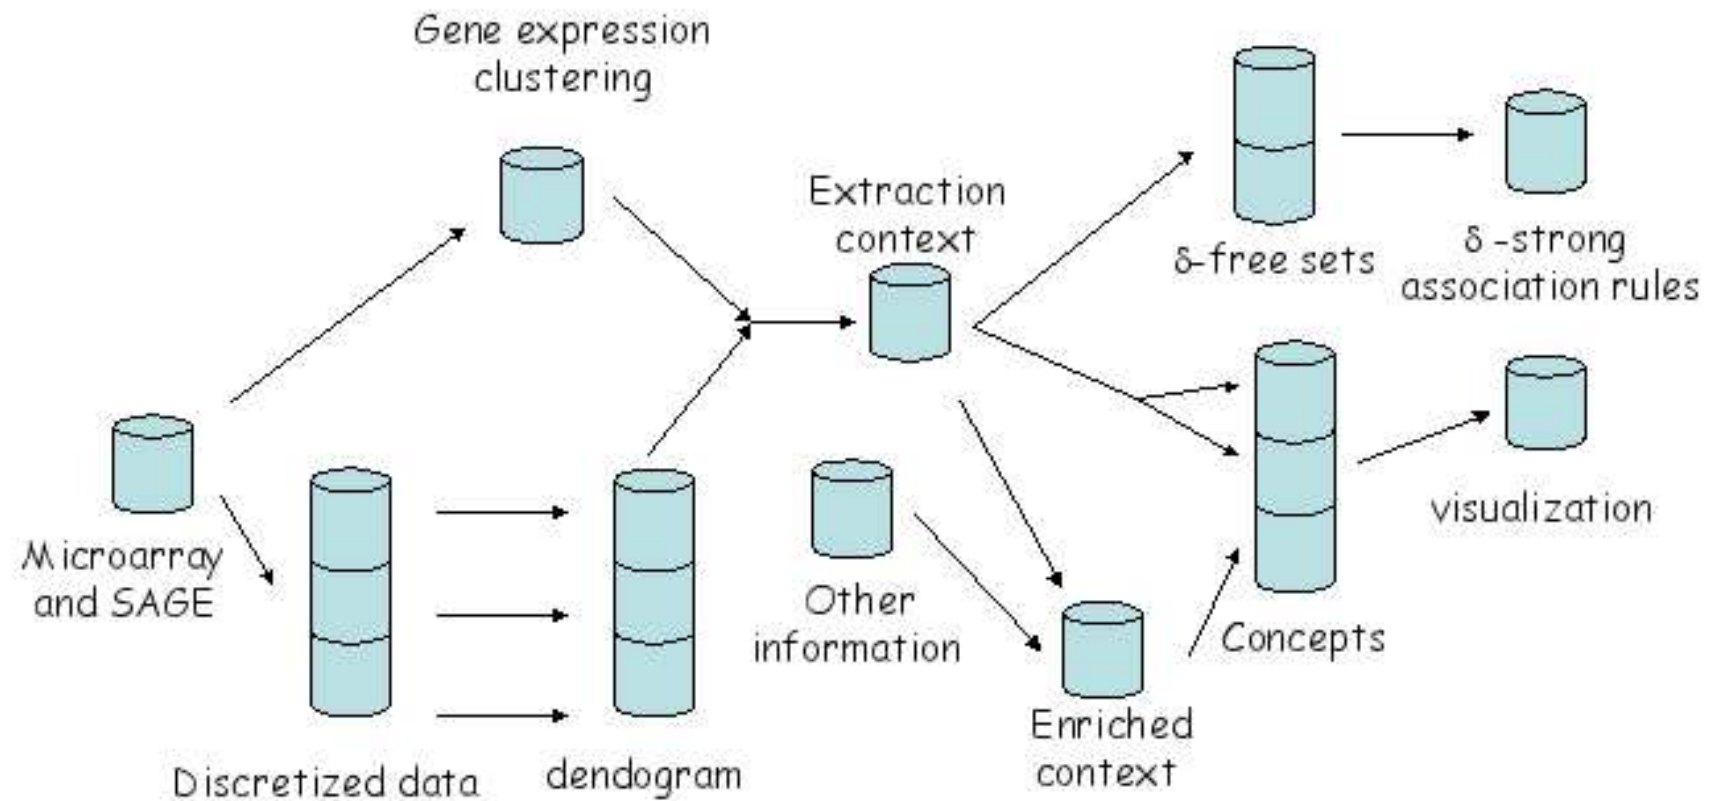 Gene expression
clustering
Extraction
context
δ-free sets
δ -strong
association rules
Microarray
and SAGE
Other
information
visualization
Concepts
Enriched
context
Discretized data
dendogram